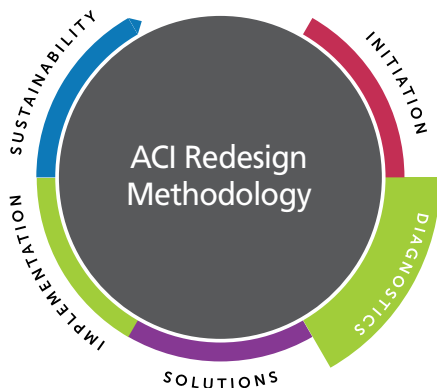 ACI Redesign
Methodology
INITIATION
DIAGNOSTICS
SOLUTIONS
IMPLEMENTATION
SUSTAINABILITY